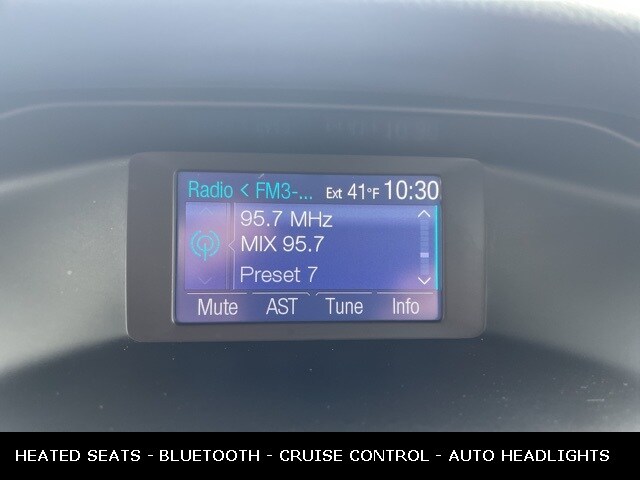 Radio < FM3-... Ext 41°F 10:30
95.7 MHz
MIX 95.7
Preset 7
Mute AST Tune Info
HEATED SEATS - BLUETOOTH - CRUISE CONTROL - AUTO HEADLIGHTS